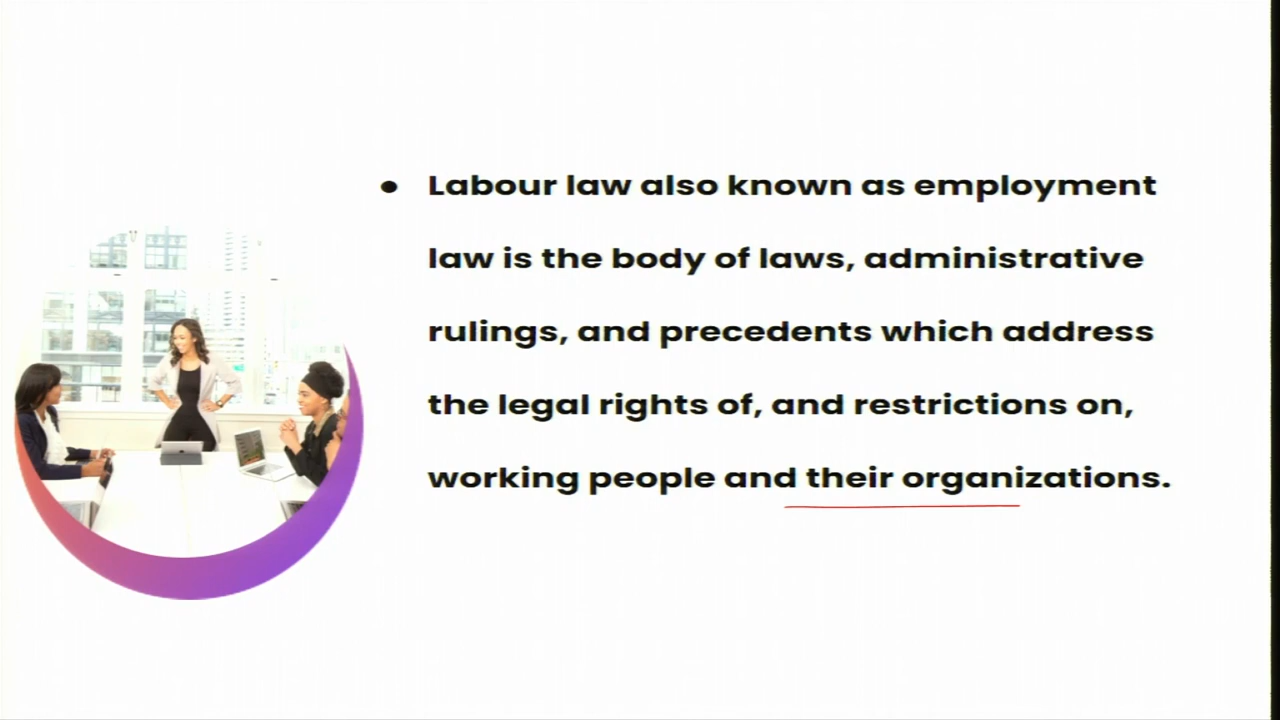 ● Labour law also known as employment
law is the body of laws, administrative
rulings, and precedents which address
the legal rights of, and restrictions on,
working people and their organizations.